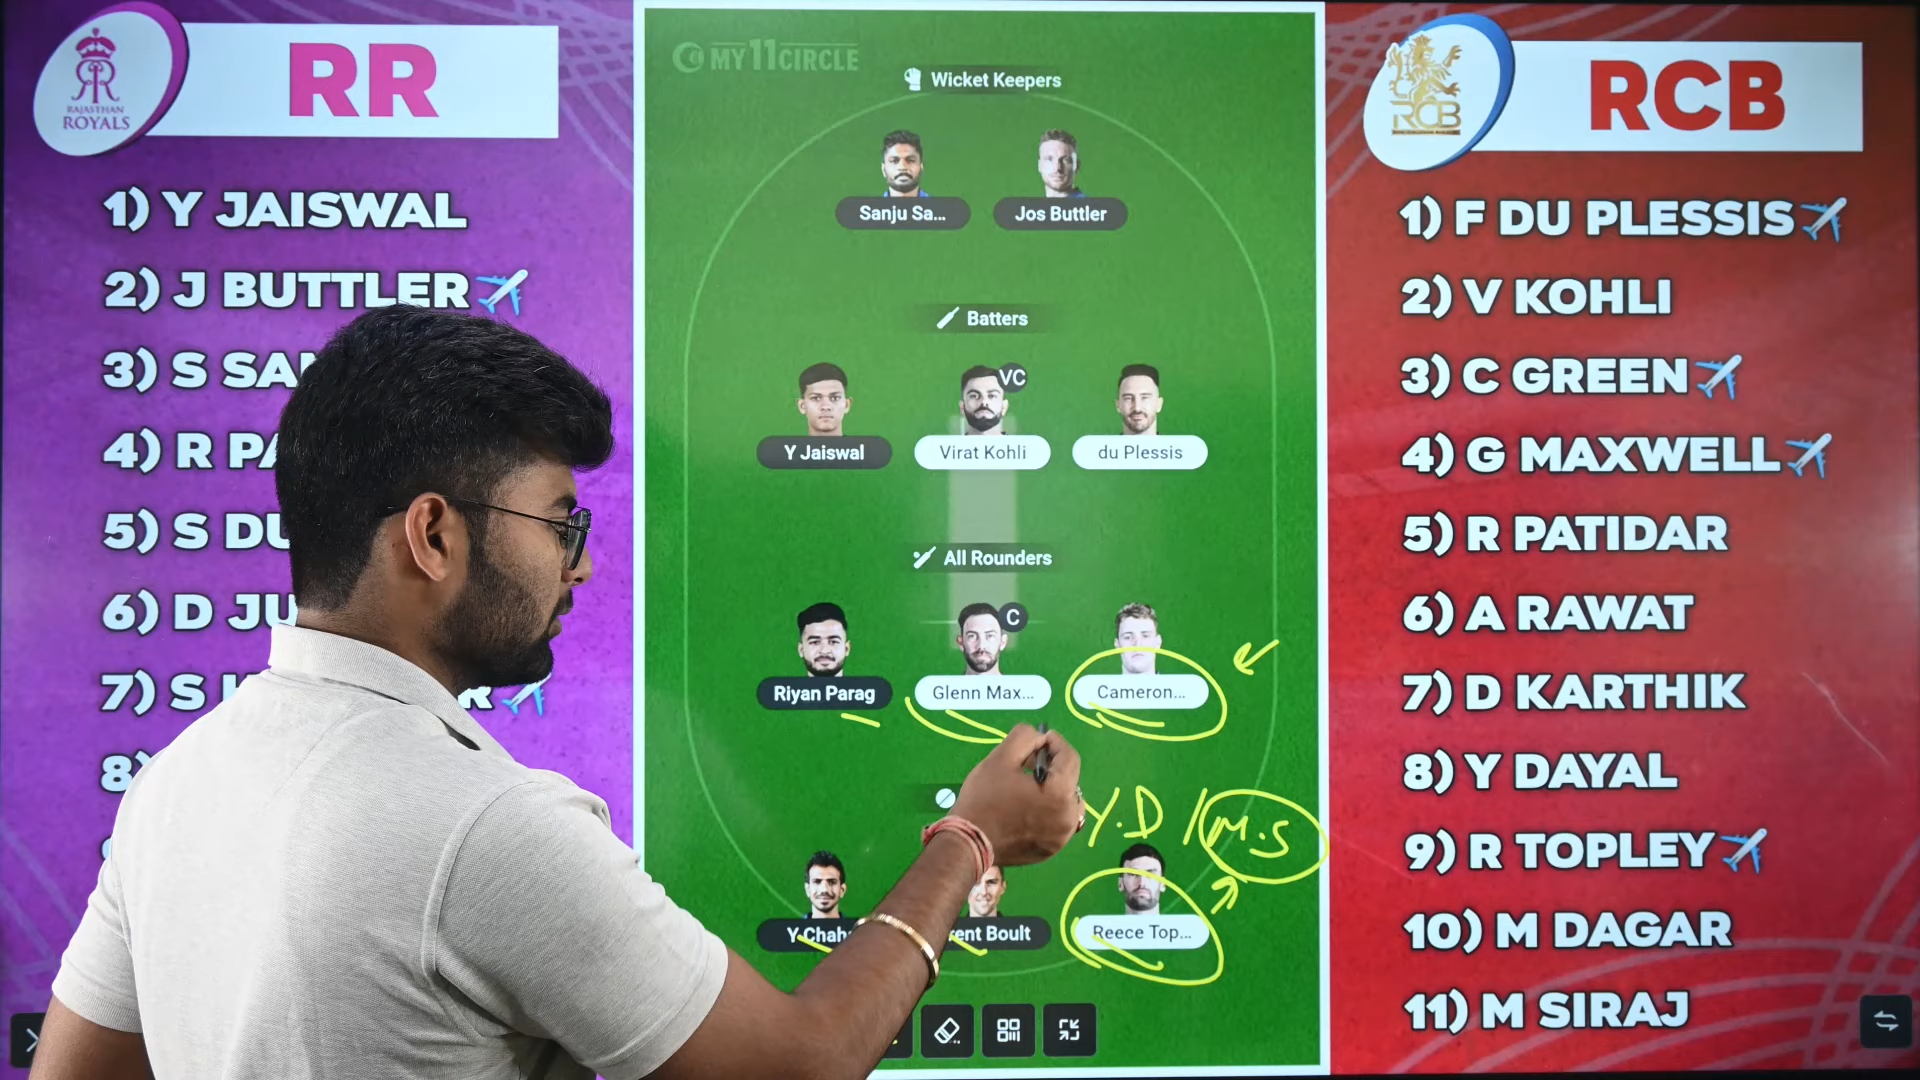 RAJASTHAN
ROYALS
RR
1) Y JAISWAL
2) J BUTTLER
3) S
4) R
5) S
6) D
7) S
8)
MY11CIRCLE
Wicket Keepers
Sanju Sa...
Jos Buttler
Batters
VC
Y Jaiswal
Virat Kohli
du Plessis
All Rounders
C
Riyan Parag
Glenn Max...
Cameron...
Y.D / M.S
Boult
Reece Top...
RCB
RCB
1) F DU PLESSIS
2) V KOHLI
3) C GREEN
4) G MAXWELL
5) R PATIDAR
6) A RAWAT
7) D KARTHIK
8) Y DAYAL
9) R TOPLEY
10) M DAGAR
11) M SIRAJ